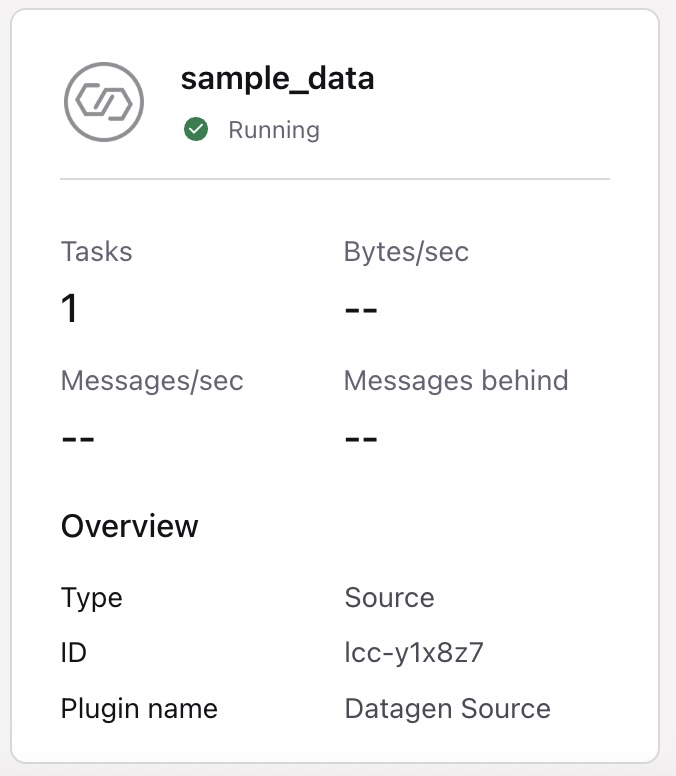 sample_data
Running
Tasks
Bytes/sec
1
--
Messages/sec
Messages behind
--
--
Overview
Type
Source
ID
lcc-y1x8z7
Plugin name
Datagen Source